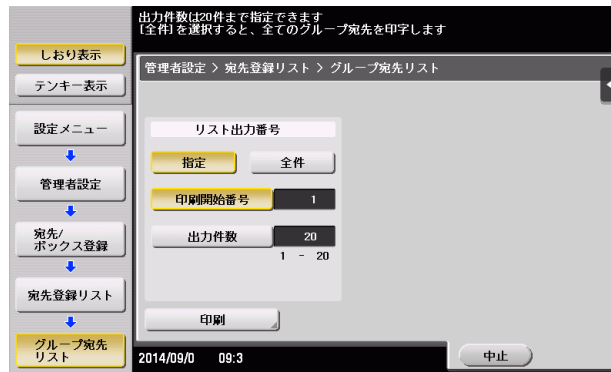 出力件数は20件まで指定できます
[全件]を選択すると、全てのグループ宛先を印字します
しおり表示
テンキー表示
設定メニュー
管理者設定
宛先/
ボックス登録
宛先登録リスト
グループ宛先
リスト
管理者設定 > 宛先登録リスト > グループ宛先リスト
リスト出力番号
指定
全件
印刷開始番号
1
出力件数
20
1 - 20
印刷
2014/09/0 09:3
中止